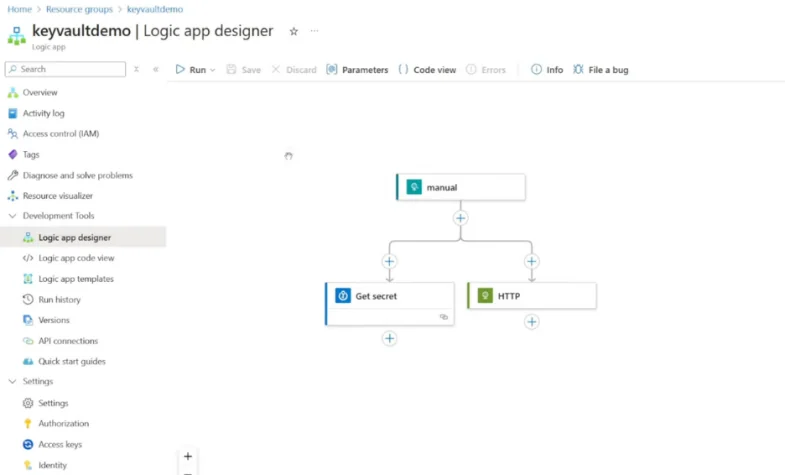 Home > Resource groups > keyvaultdemo
keyvaultdemo | Logic app designer
Logic app
Search
Run
Save
Discard
Parameters
Code view
Errors
Info
File a bug
Overview
Activity log
Access control (IAM)
Tags
Diagnose and solve problems
Resource visualizer
Development Tools
Logic app designer
Logic app code view
Logic app templates
Run history
Versions
API connections
Quick start guides
Settings
Settings
Authorization
Access keys
Identity
manual
Get secret
HTTP